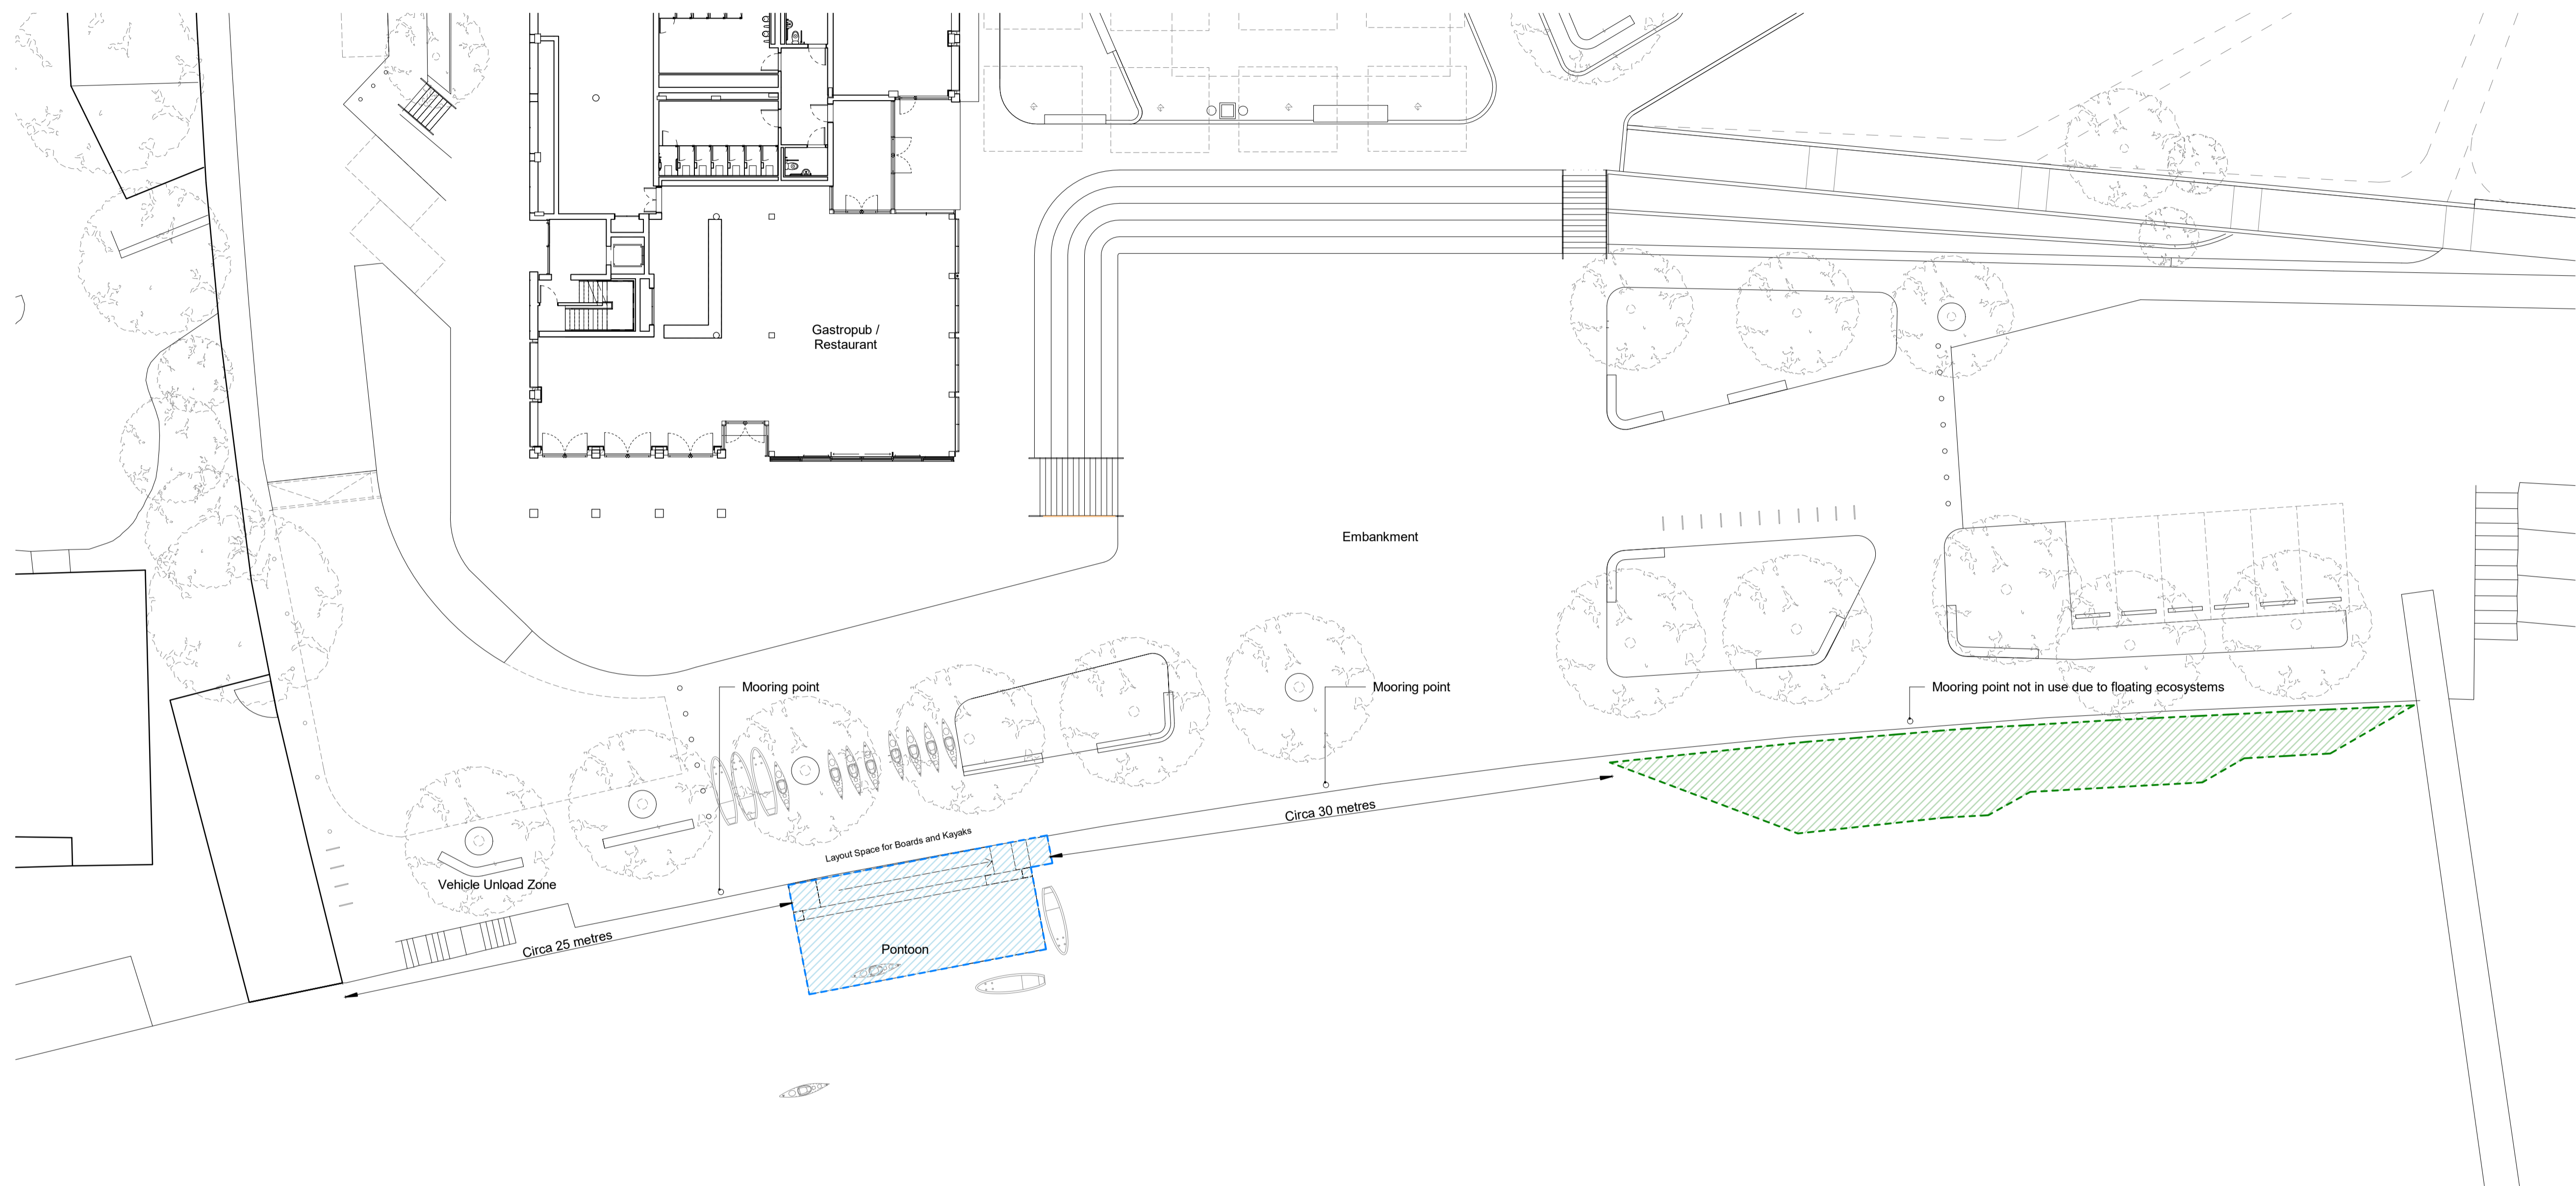 Gastropub /
Restaurant
Embankment
Mooring point
Mooring point
Mooring point not in use due to floating ecosystems
Circa 30 metres
Layout Space for Boards and Kayaks
Vehicle Unload Zone
Circa 25 metres
Pontoon